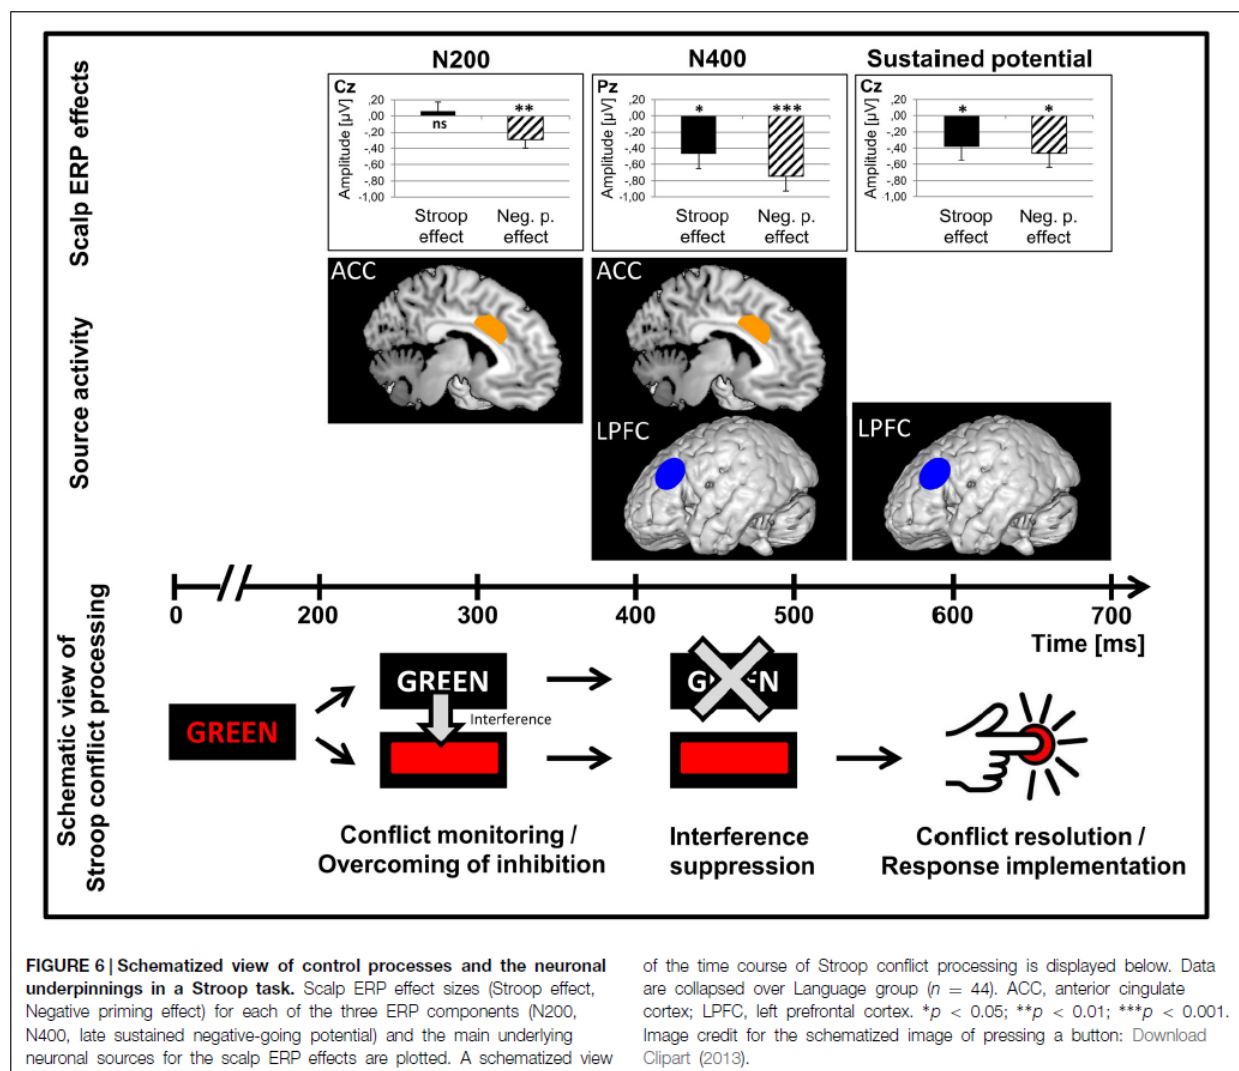 Scalp ERP effects
N200
Cz
Amplitude [µV]
,20
,00
-,20
-,40
-,60
-,80
-1,00
ns
**
Stroop effect
Neg. p. effect
N400
Pz
Amplitude [µV]
,20
,00
-,20
-,40
-,60
-,80
-1,00
*
***
Stroop effect
Neg. p. effect
Sustained potential
Cz
Amplitude [µV]
,20
,00
-,20
-,40
-,60
-,80
-1,00
*
*
Stroop effect
Neg. p. effect
Source activity
ACC
ACC
LPFC
LPFC
0 200 300 400 500 600 700
Time [ms]
Schematic view of
Stroop conflict processing
GREEN
GREEN
Interference
Conflict monitoring /
Overcoming of inhibition
Interference
suppression
Conflict resolution /
Response implementation
FIGURE 6 | Schematized view of control processes and the neuronal
underpinnings in a Stroop task. Scalp ERP effect sizes (Stroop effect,
Negative priming effect) for each of the three ERP components (N200,
N400, late sustained negative-going potential) and the main underlying
neuronal sources for the scalp ERP effects are plotted. A schematized view
of the time course of Stroop conflict processing is displayed below. Data
are collapsed over Language group (n = 44). ACC, anterior cingulate
cortex; LPFC, left prefrontal cortex. *p < 0.05; **p < 0.01; ***p < 0.001.
Image credit for the schematized image of pressing a button: Download
Clipart (2013).